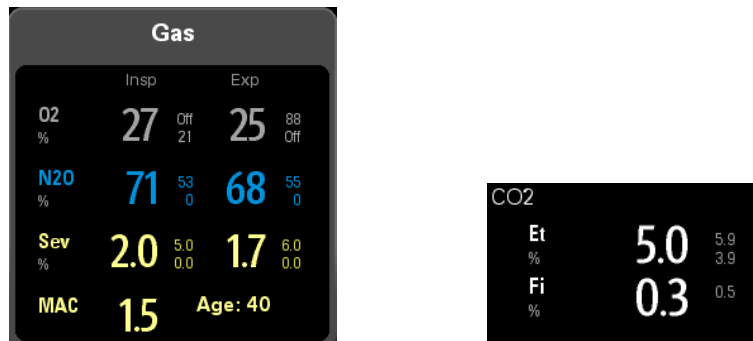 Gas
Insp Exp
O2 % 27 Off 21 25 88 Off
N2O % 71 53 0 68 55 0
Sev % 2.0 5.0 0.0 1.7 6.0 0.0
MAC 1.5 Age: 40
CO2
Et % 5.0 5.9 3.9
Fi % 0.3 0.5